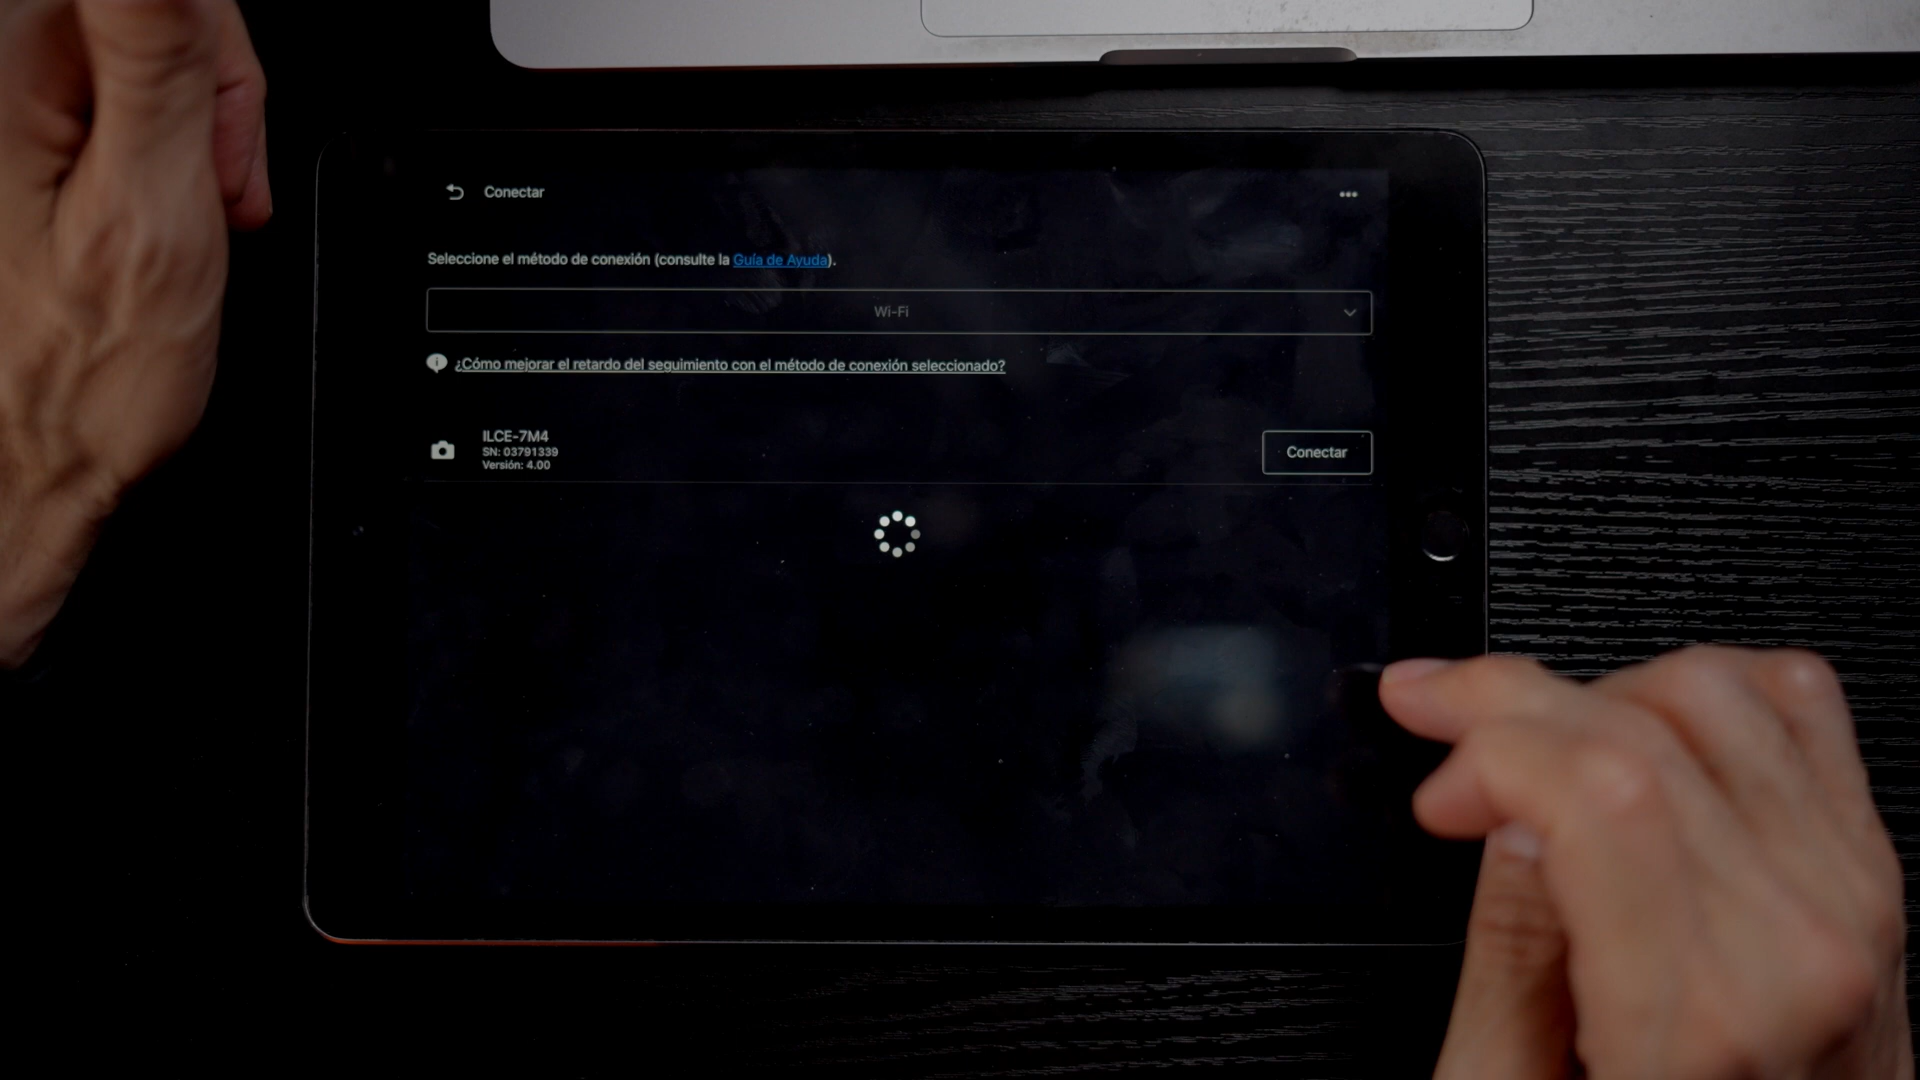 Conectar
Seleccione el método de conexión (consulte la Guía de Ayuda).
Wi-Fi
¿Cómo mejorar el retardo del seguimiento con el método de conexión seleccionado?
ILCE-7M4
SN: 03791339
Versión: 4.00
Conectar